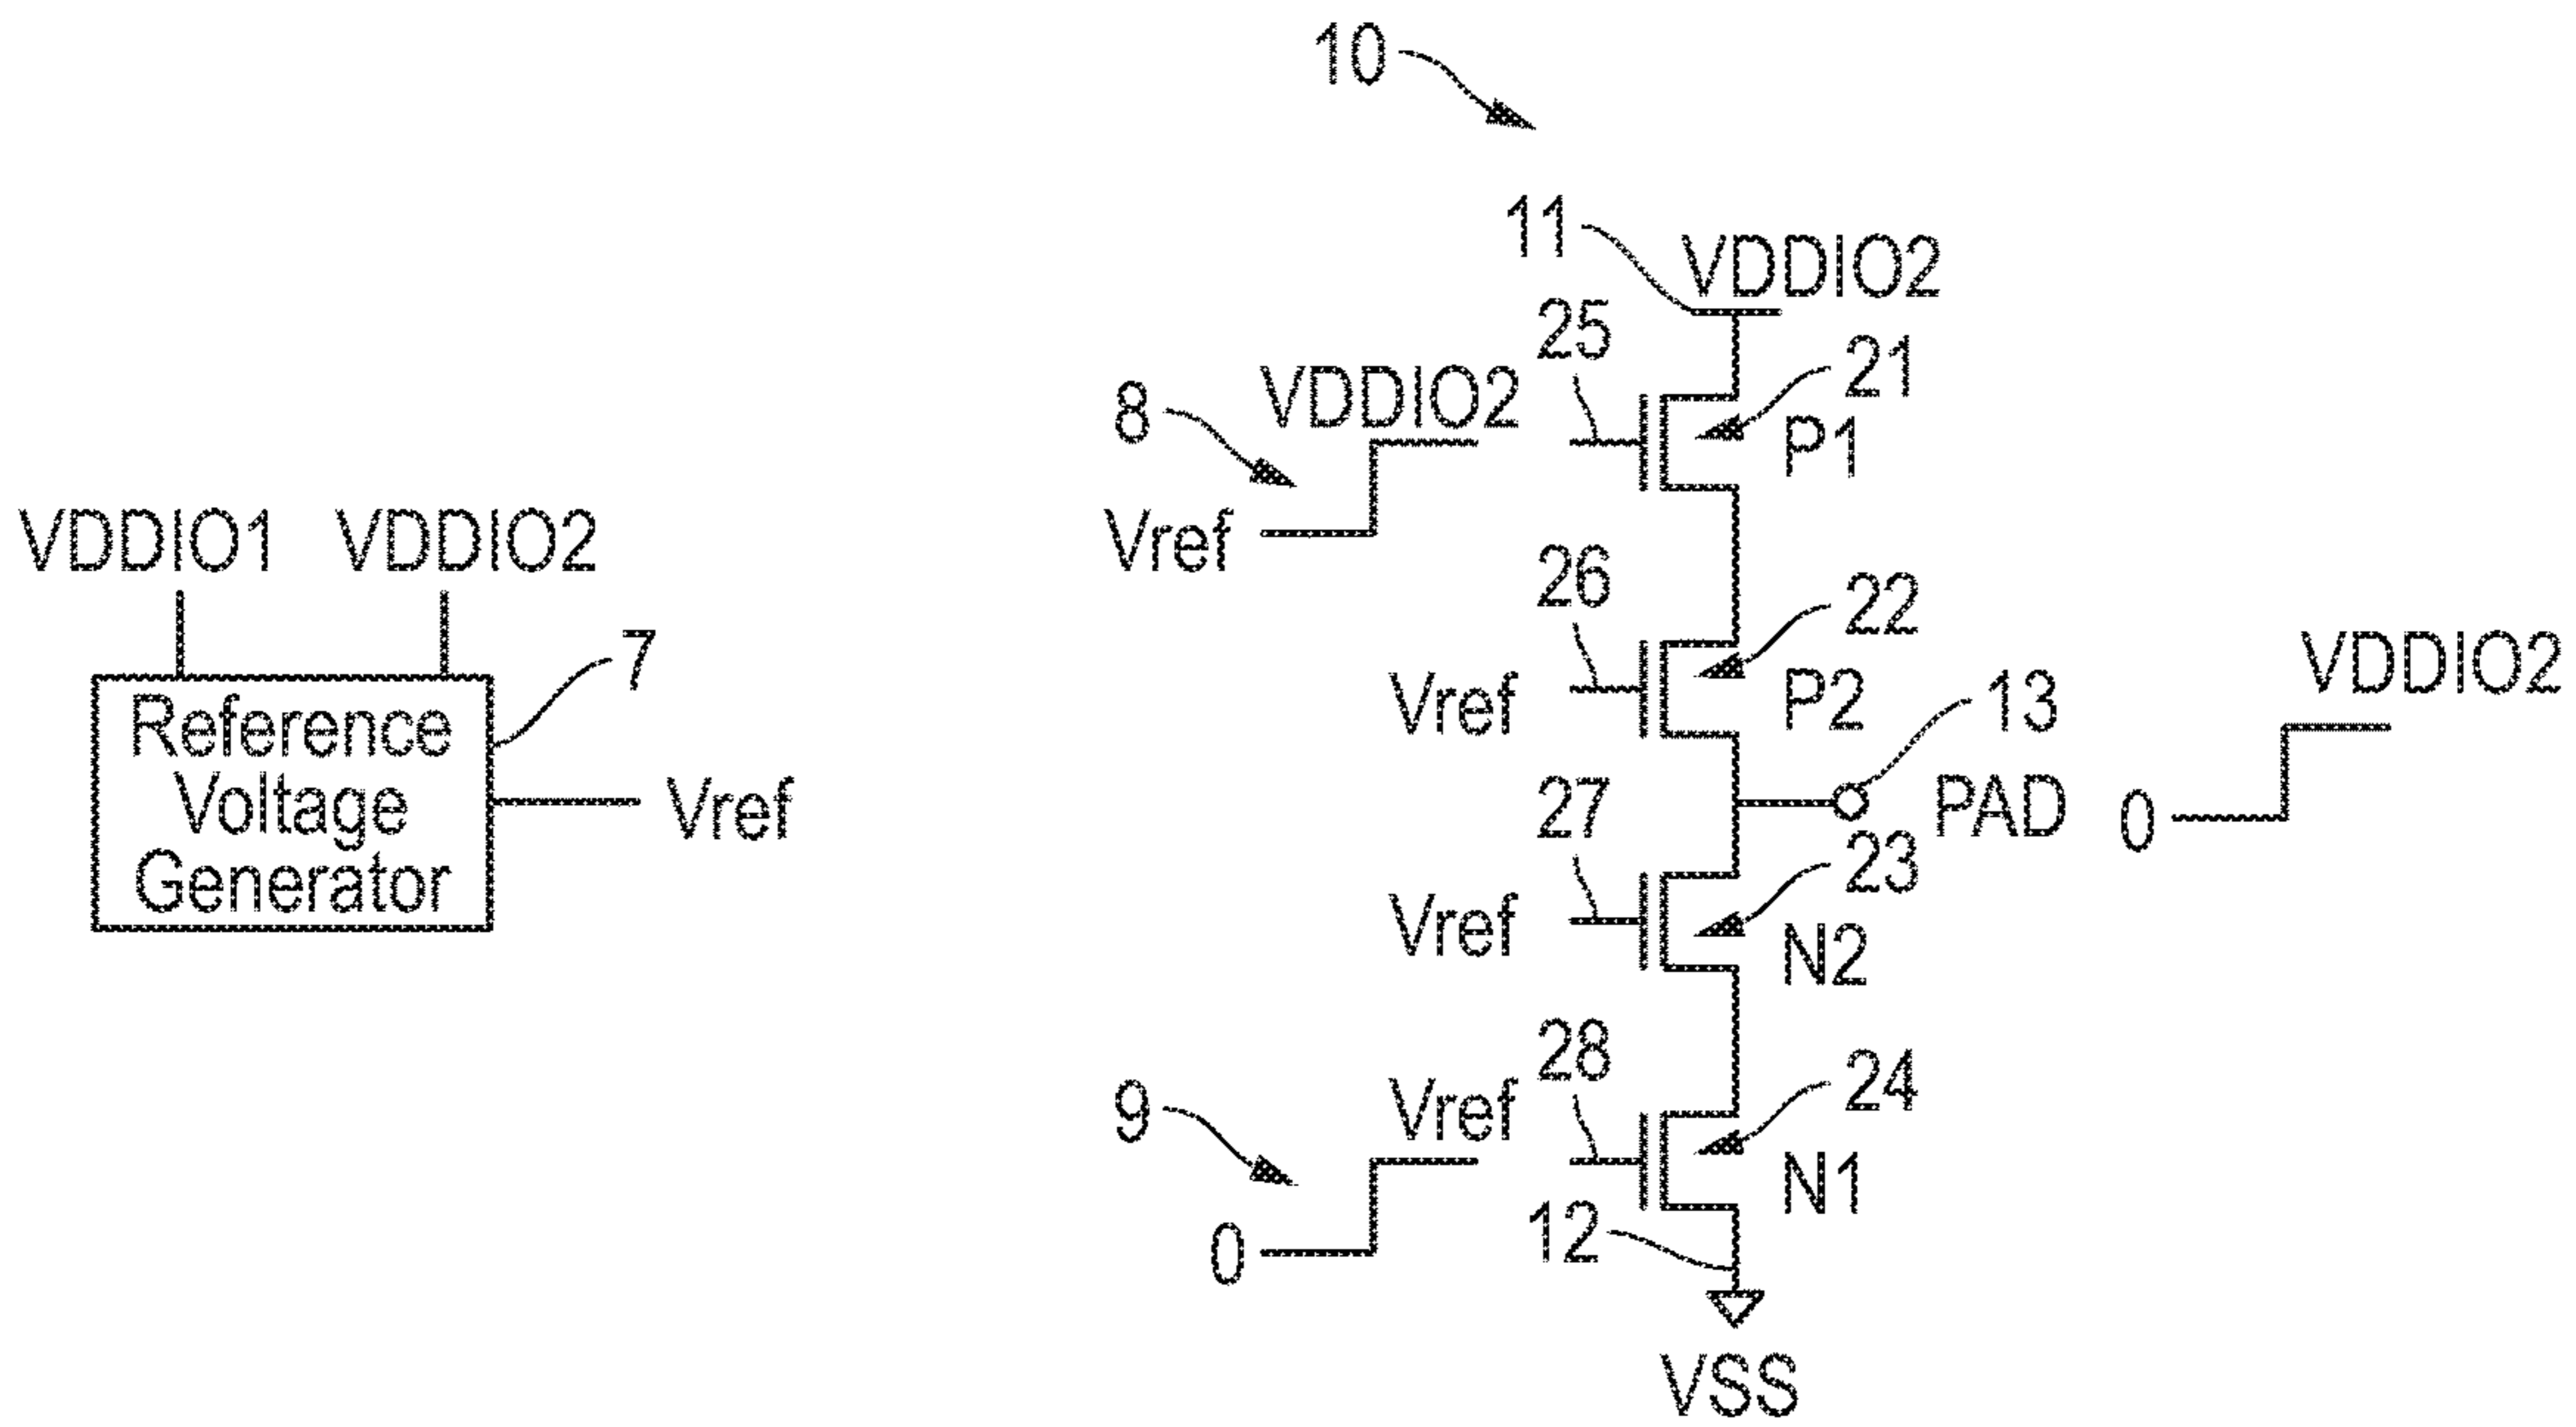 10
11
VDDIO2
25
VDDIO2
21
8
P1
Vref
VDDIO1
VDDIO2
26
22
7
Vref
P2
13
VDDIO2
Reference
Voltage
Generator
Vref
27
PAD
0
23
Vref
N2
28
24
9
Vref
N1
12
0
VSS